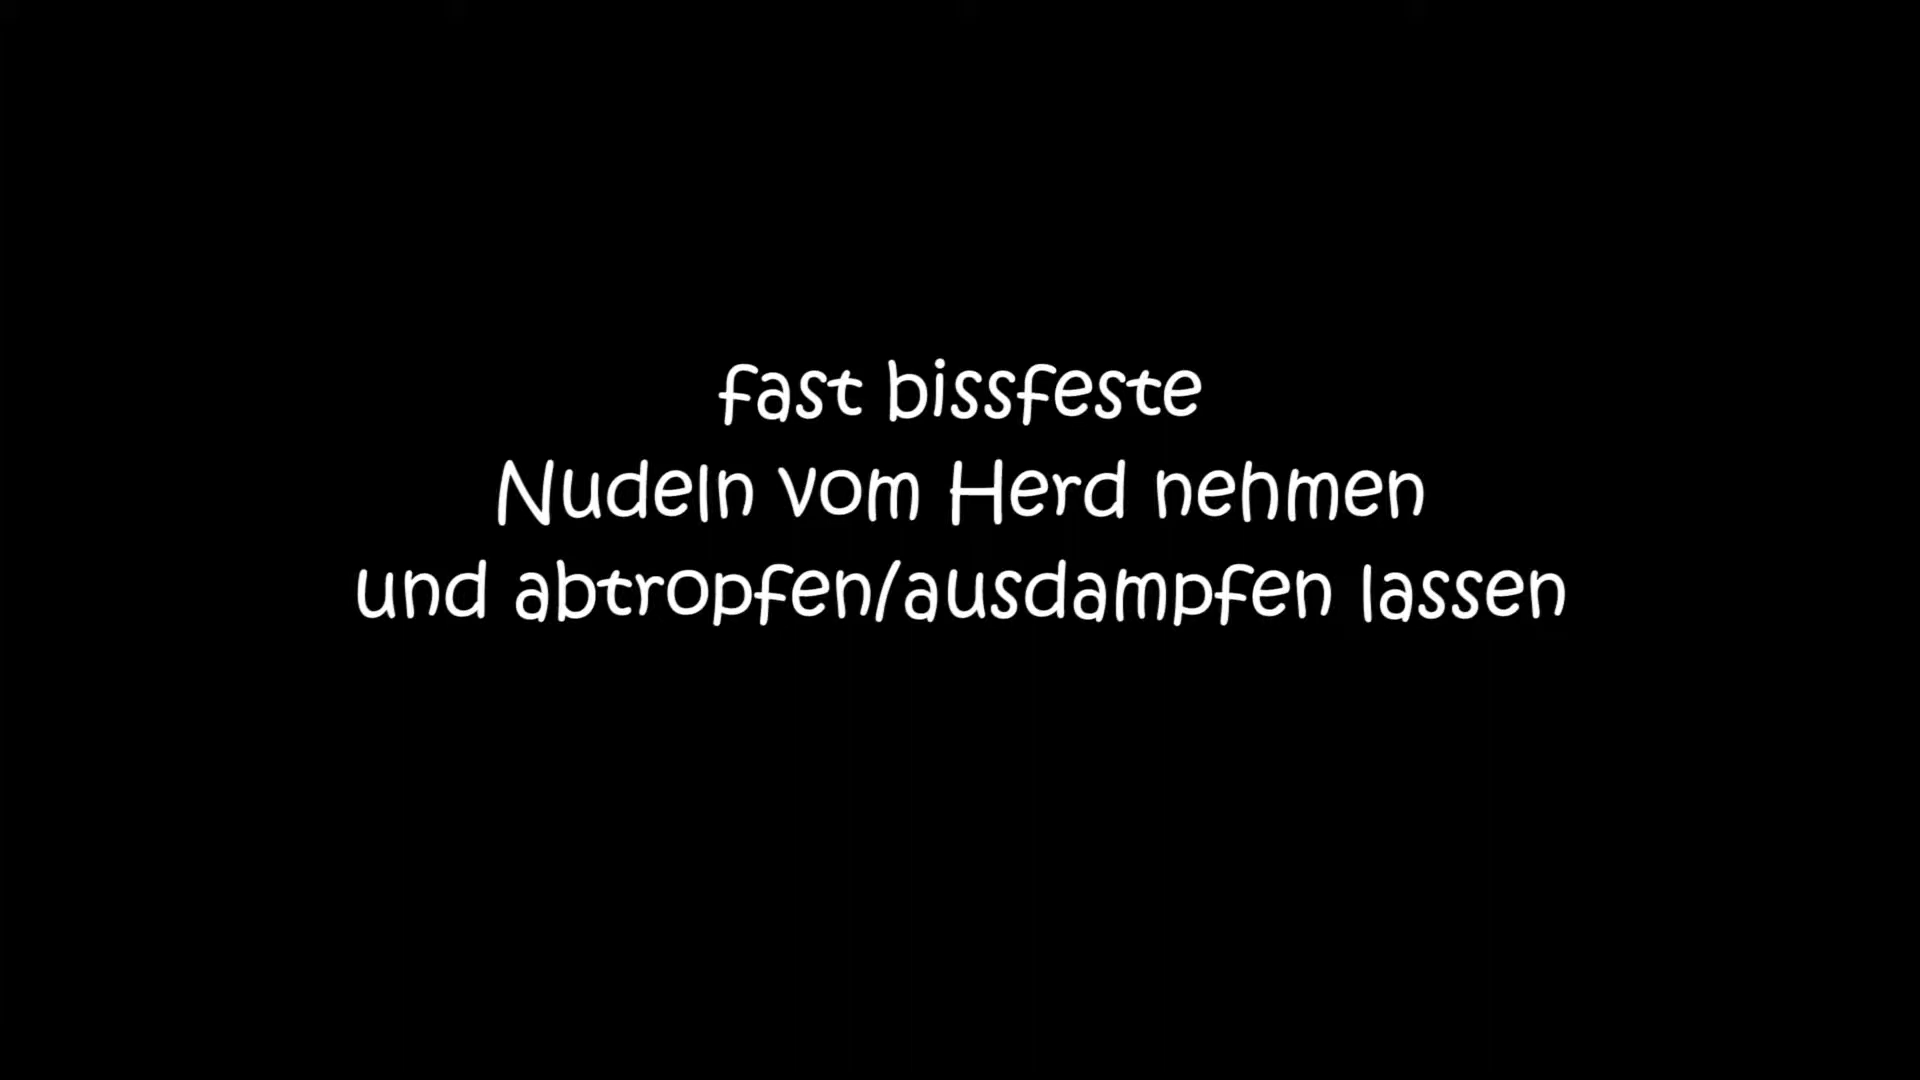 fast bissfeste
Nudeln vom Herd nehmen
und abtropfen/ausdampfen lassen